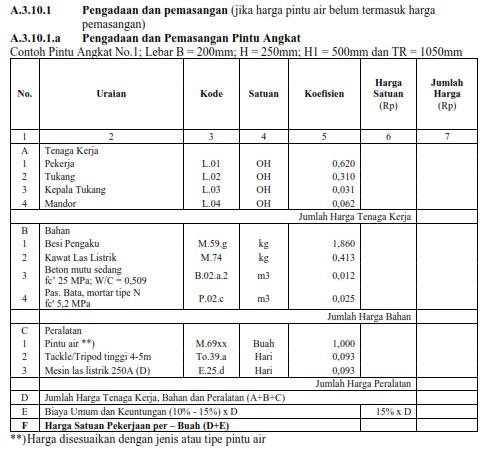 A.3.10.1 Pengadaan dan pemasangan (jika harga pintu air belum termasuk harga
pemasangan)
A.3.10.1.a Pengadaan dan Pemasangan Pintu Angkat
Contoh Pintu Angkat No.1; Lebar B = 200mm; H = 250mm; H1 = 500mm dan TR = 1050mm
No. Uraian Kode Satuan Koefisien Harga Satuan (Rp) Jumlah Harga (Rp)
1 2 3 4 5 6 7
A Tenaga Kerja
1 Pekerja L.01 OH 0,620
2 Tukang L.02 OH 0,310
3 Kepala Tukang L.03 OH 0,031
4 Mandor L.04 OH 0,062
Jumlah Harga Tenaga Kerja
B Bahan
1 Besi Pengaku M.59.g kg 1,860
2 Kawat Las Listrik M.74 kg 0,413
3 Beton mutu sedang fc' 25 MPa; W/C = 0,509 B.02.a.2 m3 0,012
4 Pas. Bata, mortar tipe N fc' 5,2 MPa P.02.c m3 0,025
Jumlah Harga Bahan
C Peralatan
1 Pintu air **) M.69xx Buah 1,000
2 Tackle/Tripod tinggi 4-5m To.39.a Hari 0,093
3 Mesin las listrik 250A (D) E.25.d Hari 0,093
Jumlah Harga Peralatan
D Jumlah Harga Tenaga Kerja, Bahan dan Peralatan (A+B+C)
E Biaya Umum dan Keuntungan (10% - 15%) x D 15% x D
F Harga Satuan Pekerjaan per – Buah (D+E)
**) Harga disesuaikan dengan jenis atau tipe pintu air